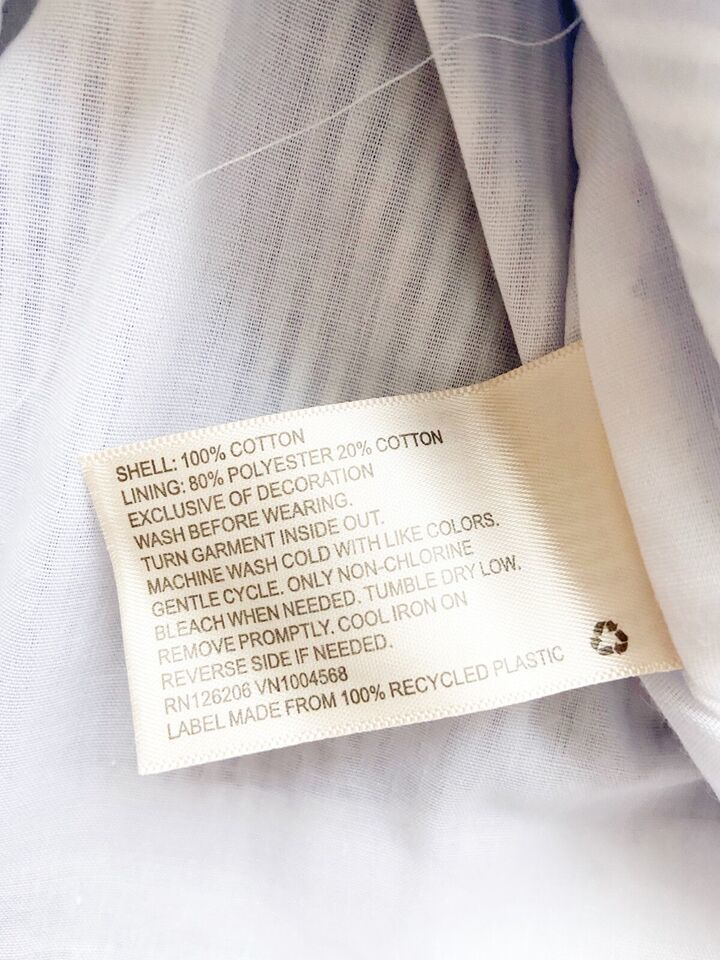 SHELL: 100% COTTON
LINING: 80% POLYESTER 20% COTTON
EXCLUSIVE OF DECORATION
WASH BEFORE WEARING.
TURN GARMENT INSIDE OUT.
MACHINE WASH COLD WITH LIKE COLORS.
GENTLE CYCLE. ONLY NON-CHLORINE
BLEACH WHEN NEEDED. TUMBLE DRY LOW.
REMOVE PROMPTLY. COOL IRON ON
REVERSE SIDE IF NEEDED.
RN126206 VN1004568
LABEL MADE FROM 100% RECYCLED PLASTIC